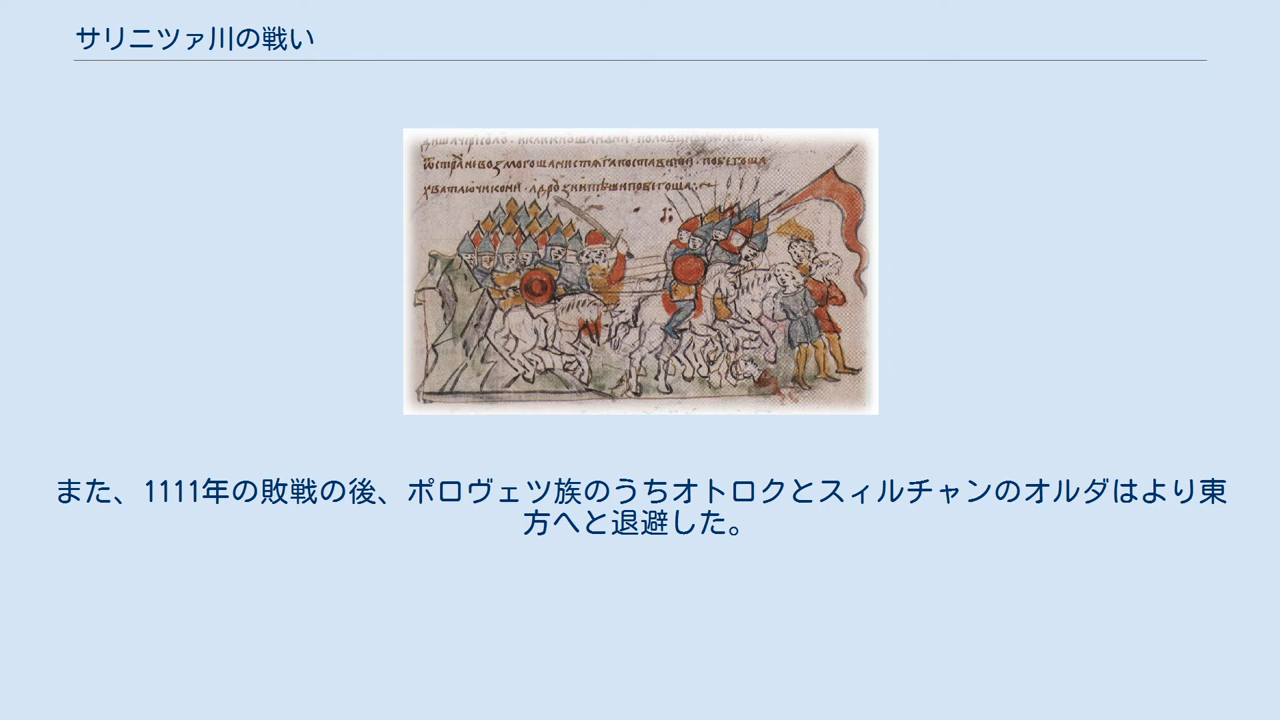 サリニツァ川の戦い
хватаючи кони
また、1111年の敗戦の後、ポロヴェツ族のうちオトロクとスィルチャンのオルダはより東
方へと退避した。